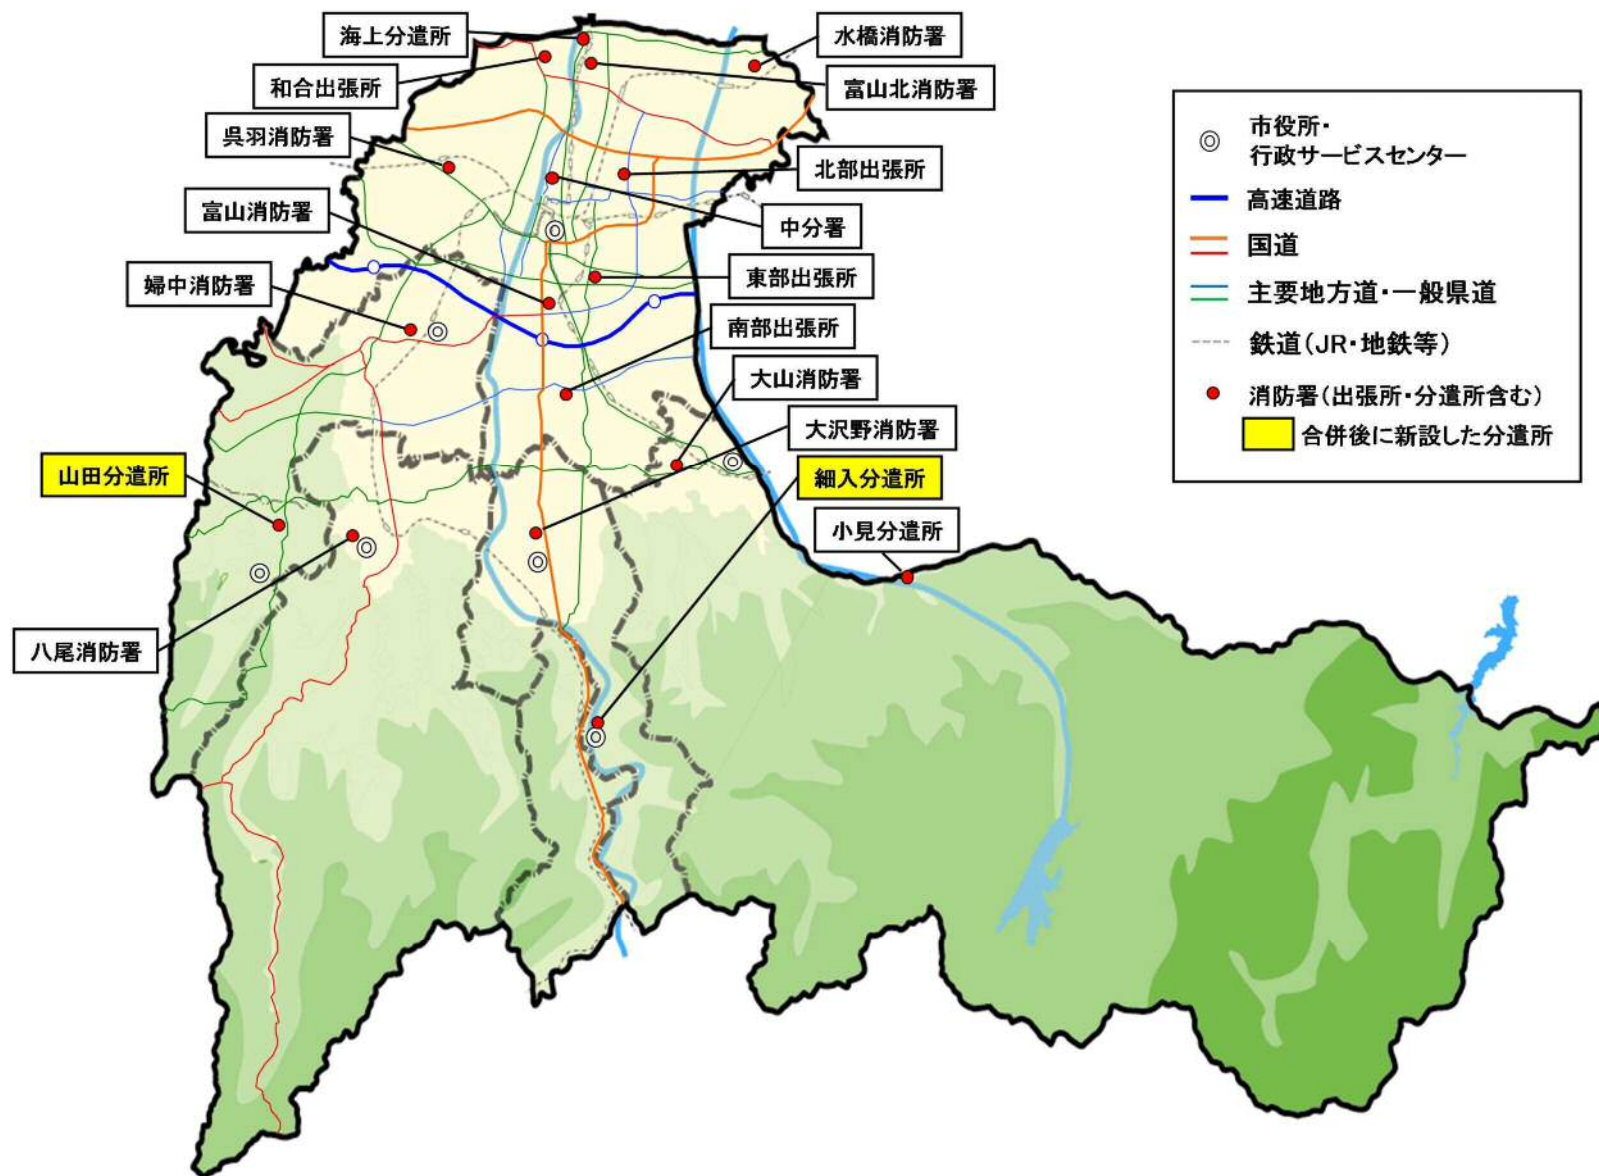 海上分遣所
水橋消防署
和合出張所
富山北消防署
呉羽消防署
北部出張所
富山消防署
中分署
婦中消防署
東部出張所
南部出張所
大山消防署
大沢野消防署
山田分遣所
細入分遣所
小見分遣所
八尾消防署
市役所・
行政サービスセンター
高速道路
国道
主要地方道・一般県道
鉄道(JR・地鉄等)
消防署(出張所・分遣所含む)
合併後に新設した分遣所